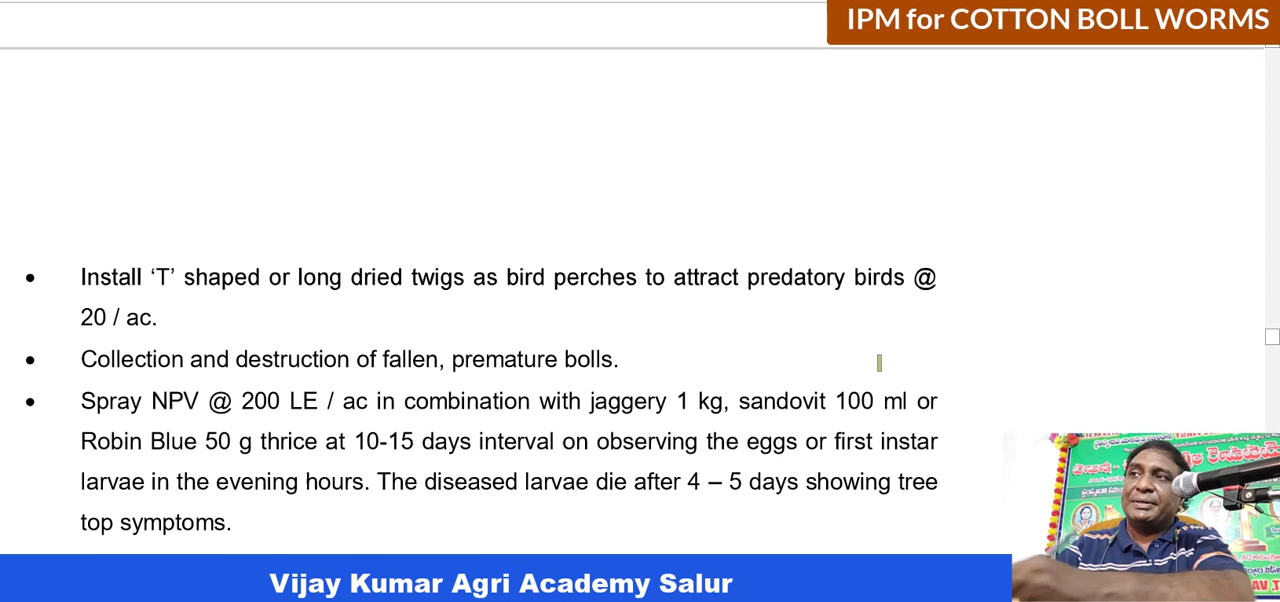 IPM for COTTON BOLL WORMS
• Install ‘T’ shaped or long dried twigs as bird perches to attract predatory birds @
20 / ac.
• Collection and destruction of fallen, premature bolls.
• Spray NPV @ 200 LE / ac in combination with jaggery 1 kg, sandovit 100 ml or
Robin Blue 50 g thrice at 10-15 days interval on observing the eggs or first instar
larvae in the evening hours. The diseased larvae die after 4 – 5 days showing tree
top symptoms.
Vijay Kumar Agri Academy Salur